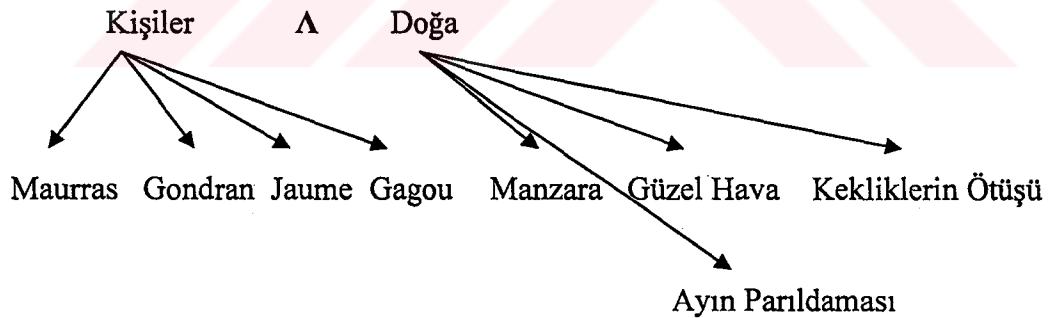 Kişiler Λ Doğa
Maurras Gondran Jaume Gagou Manzara Güzel Hava Kekliklerin Ötüşü
Ayın Parıldaması